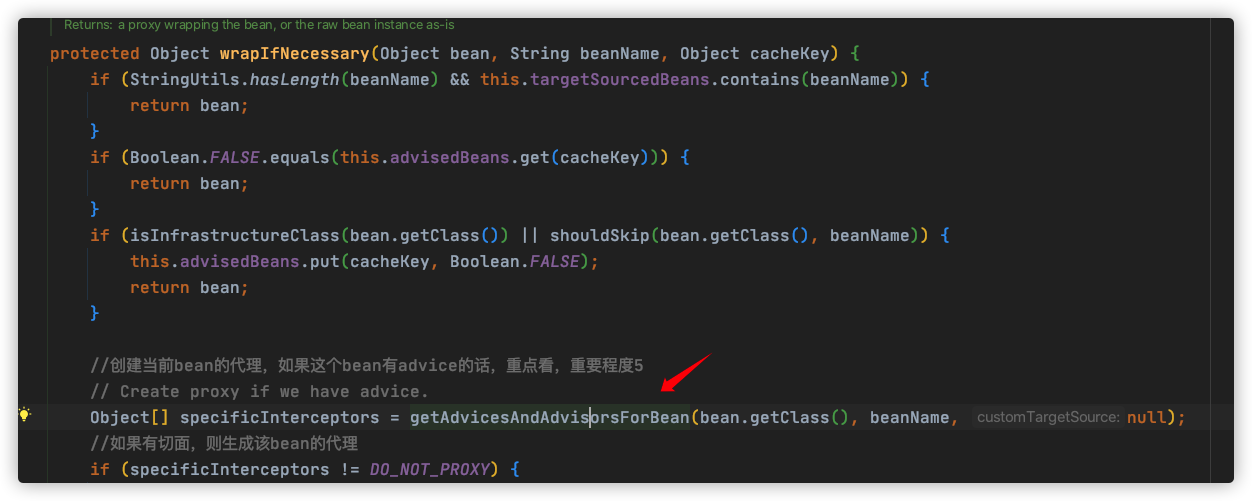 Returns: a proxy wrapping the bean, or the raw bean instance as-is
protected Object wrapIfNecessary(Object bean, String beanName, Object cacheKey) {
if (StringUtils.hasLength(beanName) && this.targetSourcedBeans.contains(beanName)) {
return bean;
}
if (Boolean.FALSE.equals(this.advisedBeans.get(cacheKey))) {
return bean;
}
if (isInfrastructureClass(bean.getClass()) || shouldSkip(bean.getClass(), beanName)) {
this.advisedBeans.put(cacheKey, Boolean.FALSE);
return bean;
}
//创建当前bean的代理，如果这个bean有advice的话，重点看，重要程度5
// Create proxy if we have advice.
Object[] specificInterceptors = getAdvicesAndAdvisorsForBean(bean.getClass(), beanName, customTargetSource: null);
//如果有切面，则生成该bean的代理
if (specificInterceptors != DO_NOT_PROXY) {